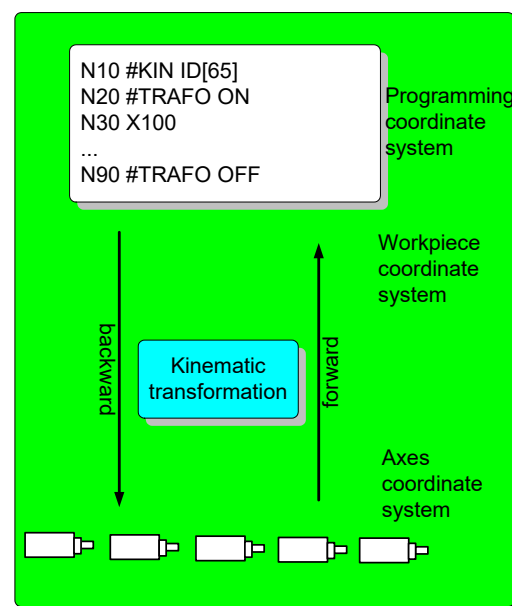 N10 #KIN ID[65]
N20 #TRAFO ON
N30 X100
...
N90 #TRAFO OFF
Programming
coordinate
system
Workpiece
coordinate
system
backward
Kinematic
transformation
forward
Axes
coordinate
system